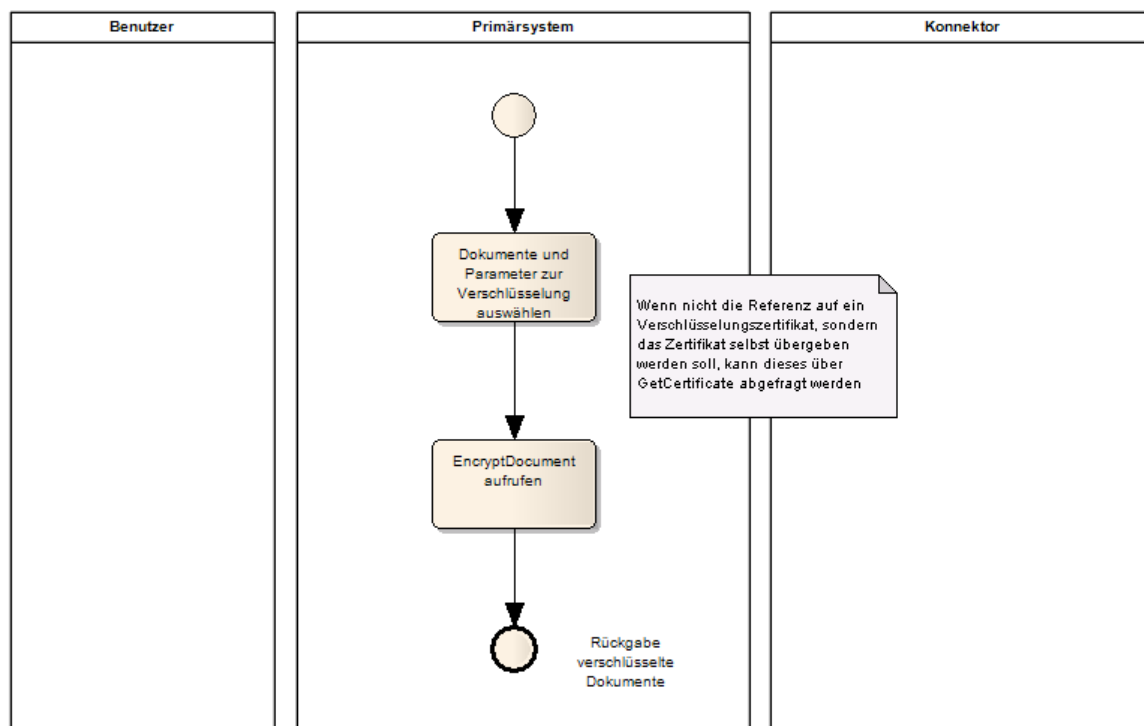 Benutzer
Primärsystem
Konnektor
Dokumente und
Parameter zur
Verschlüsselung
auswählen
Wenn nicht die Referenz auf ein
Verschlüsselungszertifikat, sondern
das Zertifikat selbst übergeben
werden soll, kann dieses über
GetCertificate abgefragt werden
EncryptDocument
aufrufen
Rückgabe
verschlüsselte
Dokumente